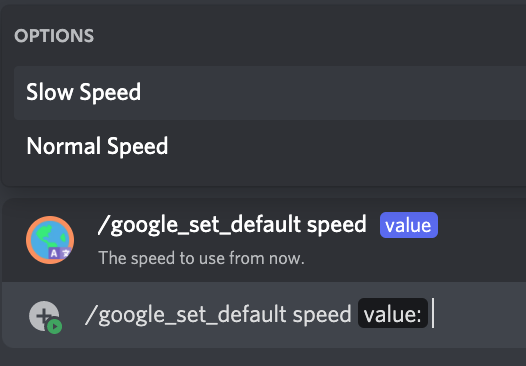 OPTIONS
Slow Speed
Normal Speed
/google_set_default speed value
The speed to use from now.
/google_set_default speed value: